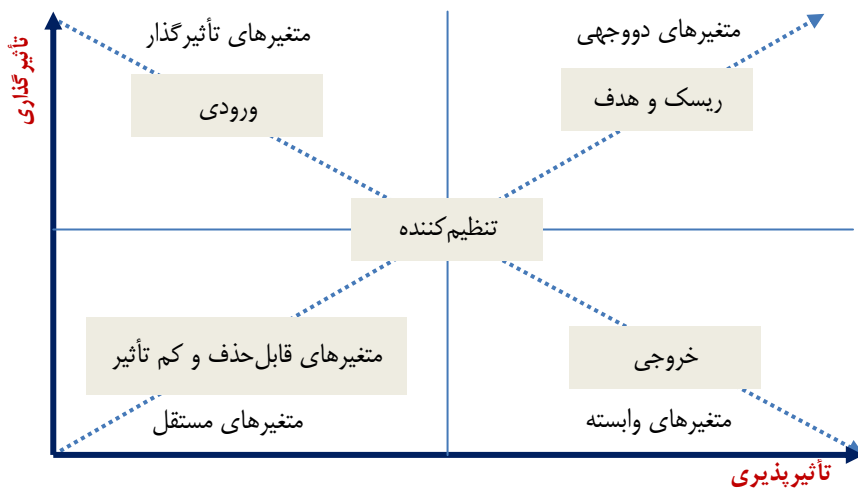 متغیرهای دووجهی
متغیرهای تأثیرگذار
تأثیرگذاری
ریسک و هدف
ورودی
تنظیم‌کننده
خروجی
متغیرهای قابل‌حذف و کم تأثیر
متغیرهای وابسته
متغیرهای مستقل
تأثیرپذیری